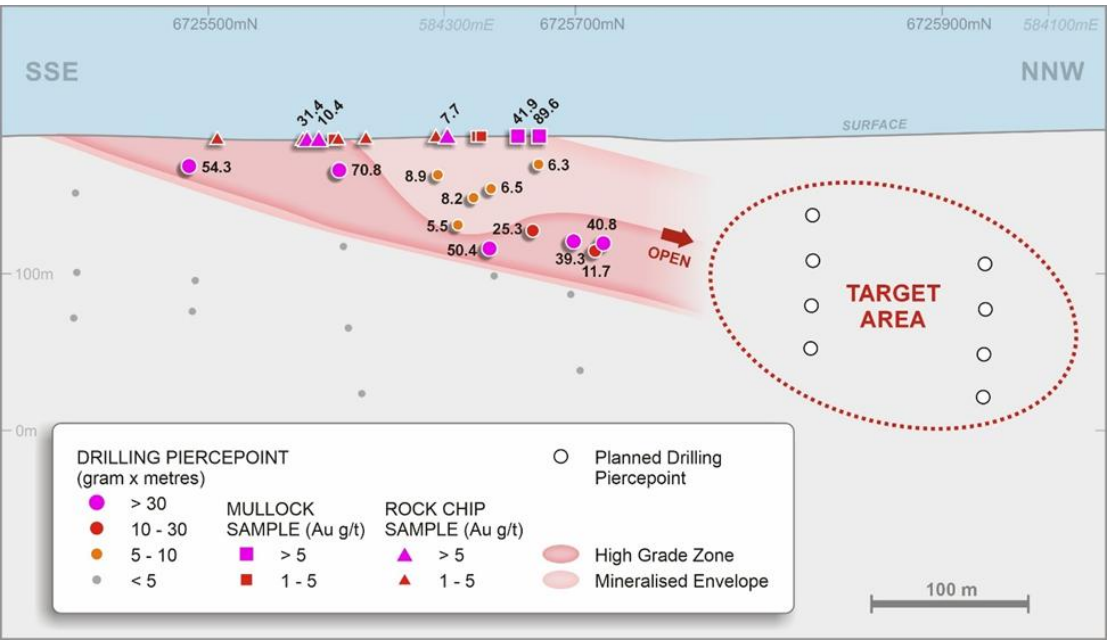 6725500mN
584300mE
6725700mN
6725900mN
584100mE
SSE
NNW
31.4
10.4
7.7
41.9
89.6
SURFACE
54.3
70.8
8.9
6.3
8.2
6.5
5.5
25.3
40.8
50.4
39.3
11.7
OPEN
100m
TARGET
AREA
0m
DRILLING PIERCEPOINT
(gram x metres)
> 30
10 - 30
5 - 10
< 5
MULLOCK
SAMPLE (Au g/t)
> 5
1 - 5
ROCK CHIP
SAMPLE (Au g/t)
> 5
1 - 5
Planned Drilling
Piercepoint
High Grade Zone
Mineralised Envelope
100 m